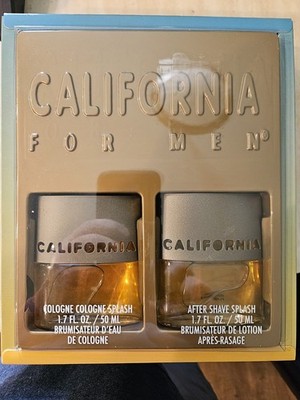 CALIFORNIA
FOR MEN®
CALIFORNIA
COLOGNE COLOGNE SPLASH
1.7 FL. OZ. / 50 ML
BRUMISATEUR D'EAU
DE COLOGNE
CALIFORNIA
AFTER SHAVE SPLASH
1.7 FL. OZ. / 50 ML
BRUMISATEUR DE LOTION
APRÈS-RASAGE